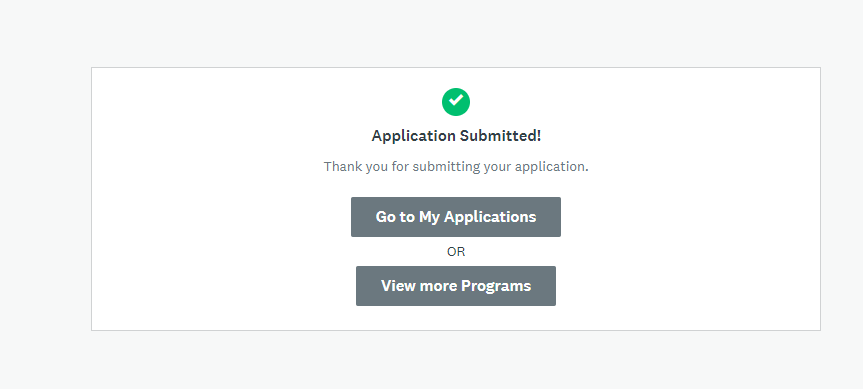 Application Submitted!
Thank you for submitting your application.
Go to My Applications
OR
View more Programs